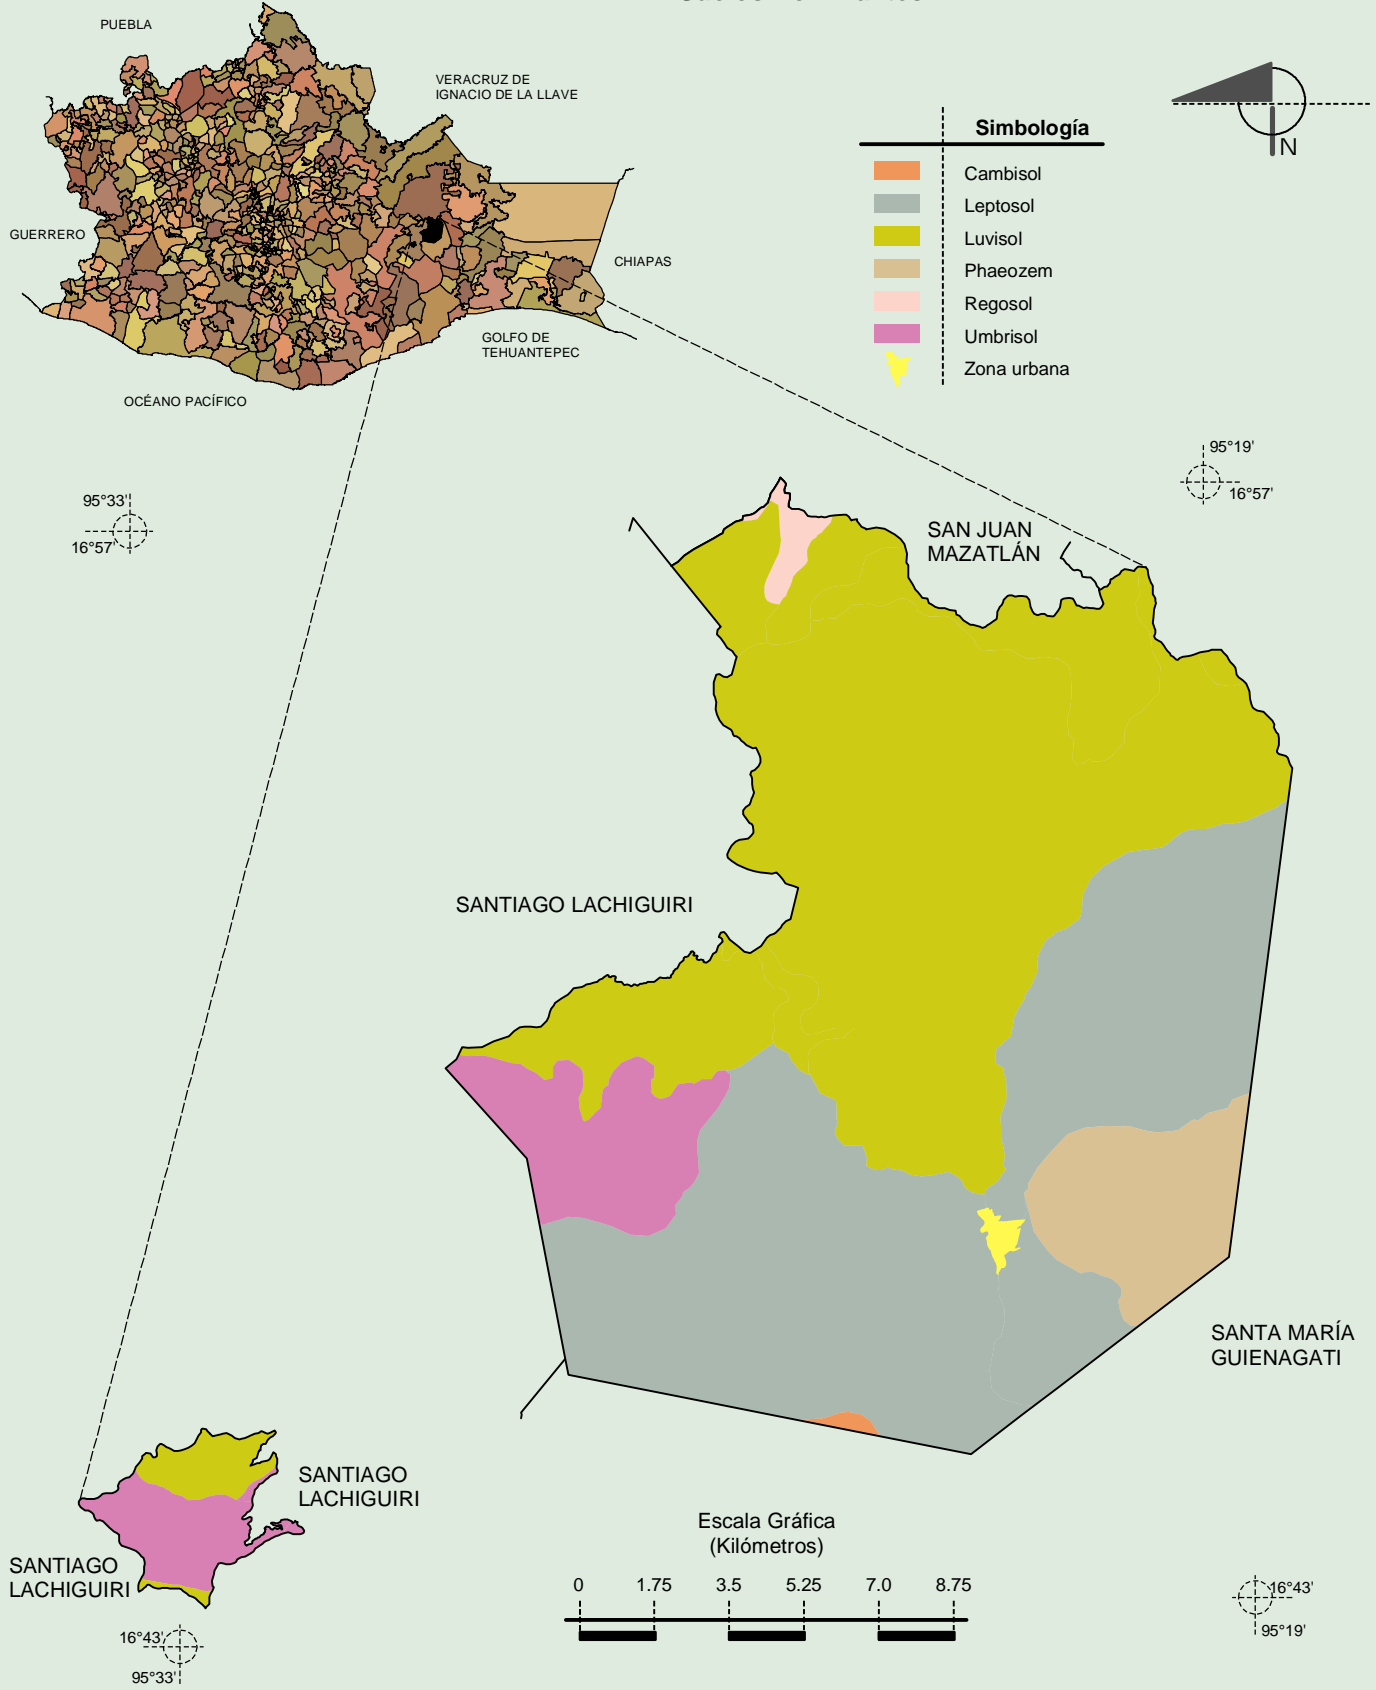 PUEBLA
VERACRUZ DE
IGNACIO DE LA LLAVE
GUERRERO
CHIAPAS
GOLFO DE
TEHUANTEPEC
OCÉANO PACÍFICO
N
Simbología
Cambisol
Leptosol
Luvisol
Phaeozem
Regosol
Umbrisol
Zona urbana
95°19'
16°57'
95°33'
16°57'
SAN JUAN
MAZATLÁN
SANTIAGO LACHIGUIRI
SANTA MARÍA
GUIENAGATI
SANTIAGO
LACHIGUIRI
SANTIAGO
LACHIGUIRI
Escala Gráfica
(Kilómetros)
0 1.75 3.5 5.25 7.0 8.75
16°43'
95°19'
16°43'
95°33'